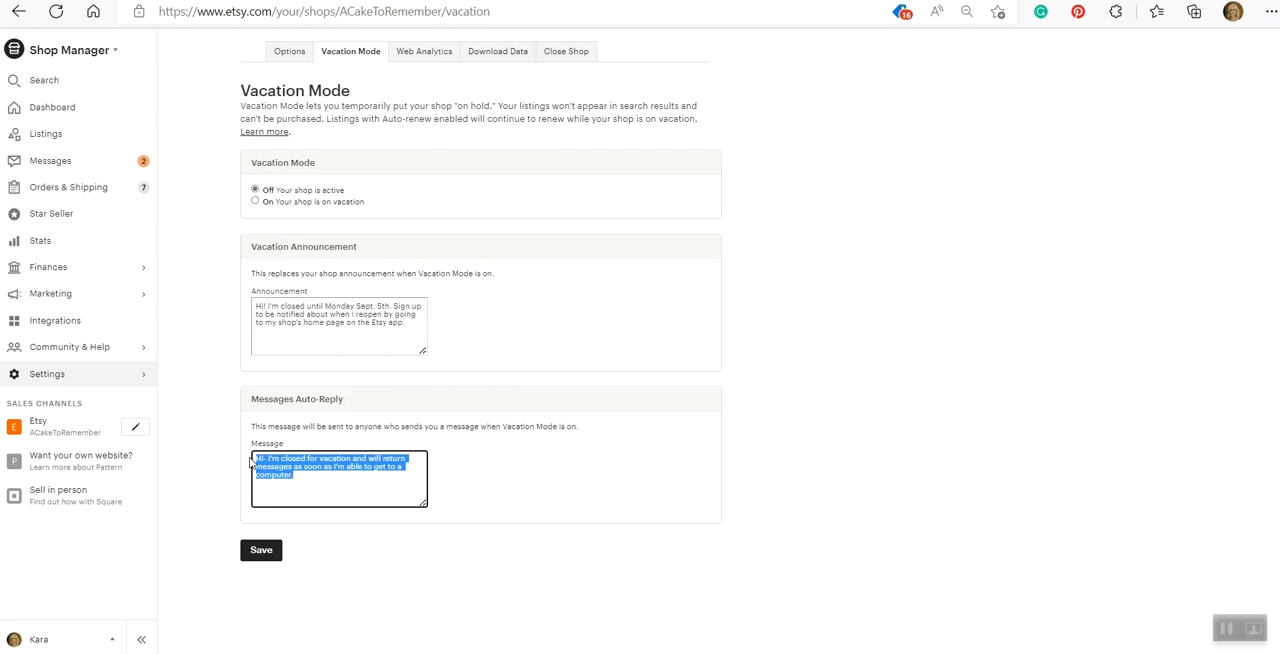 https://www.etsy.com/your/shops/ACakeToRemember/vacation
16
Shop Manager
Search
Dashboard
Listings
Messages 2
Orders & Shipping 7
Star Seller
Stats
Finances
Marketing
Integrations
Community & Help
Settings
SALES CHANNELS
E Etsy
ACakeToRemember
P Want your own website?
Learn more about Pattern
Sell in person
Find out how with Square
Kara
Options Vacation Mode Web Analytics Download Data Close Shop
Vacation Mode
Vacation Mode lets you temporarily put your shop "on hold." Your listings won't appear in search results and
can't be purchased. Listings with Auto-renew enabled will continue to renew while your shop is on vacation.
Learn more.
Vacation Mode
Off Your shop is active
On Your shop is on vacation
Vacation Announcement
This replaces your shop announcement when Vacation Mode is on.
Announcement
Hi! I'm closed until Monday Sept. 5th. Sign up
to be notified about when I reopen by going
to my shop's home page on the Etsy app.
Messages Auto-Reply
This message will be sent to anyone who sends you a message when Vacation Mode is on.
Message
Hi- I'm closed for vacation and will return
messages as soon as I'm able to get to a
computer.
Save